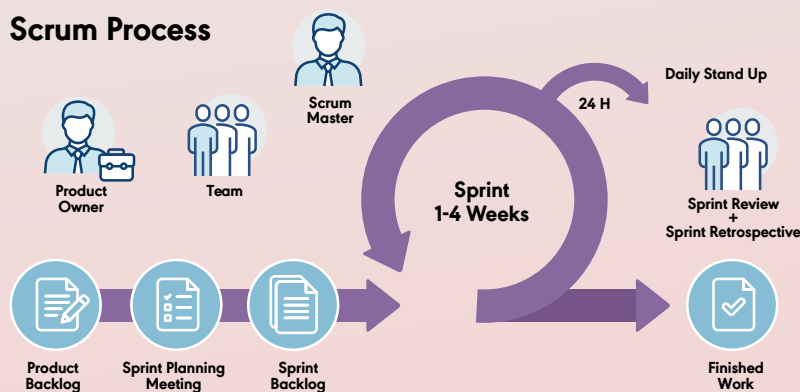 Scrum Process
Scrum
Master
Daily Stand Up
24 H
Product
Owner
Team
Sprint
1-4 Weeks
Sprint Review
+
Sprint Retrospective
Product
Backlog
Sprint Planning
Meeting
Sprint
Backlog
Finished
Work